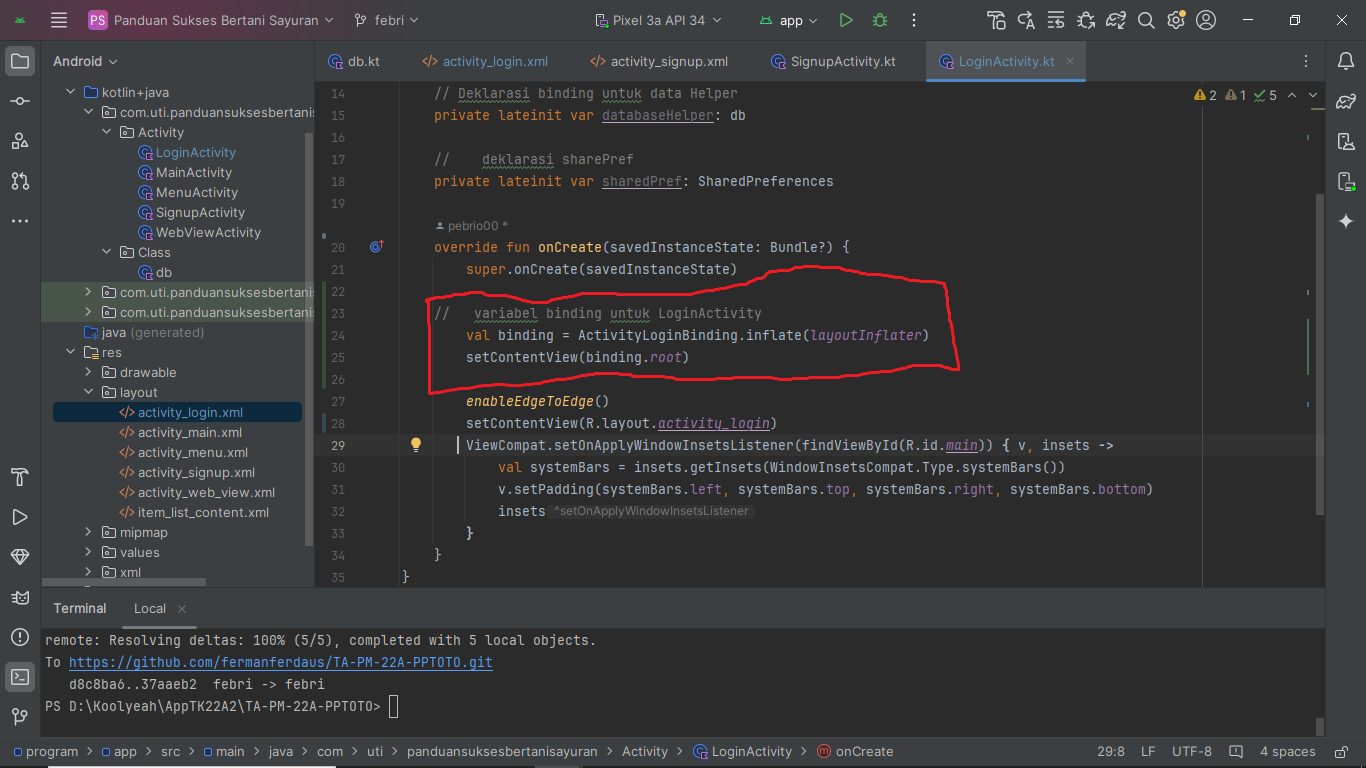 PS Panduan Sukses Bertani Sayuran febri Pixel 3a API 34 app
Android
kotlin+java
com.uti.panduansuksesbertanis
Activity
LoginActivity
MainActivity
MenuActivity
SignupActivity
WebViewActivity
Class
db
com.uti.panduansuksesbertanis
com.uti.panduansuksesbertanis
java (generated)
res
drawable
layout
activity_login.xml
activity_main.xml
activity_menu.xml
activity_signup.xml
activity_web_view.xml
item_list_content.xml
mipmap
values
xml
db.kt activity_login.xml activity_signup.xml SignupActivity.kt LoginActivity.kt
2 1 5
14 // Deklarasi binding untuk data Helper
15 private lateinit var databaseHelper: db
16
17 // deklarasi sharePref
18 private lateinit var sharedPref: SharedPreferences
19
pebrio00 *
20 override fun onCreate(savedInstanceState: Bundle?) {
21 super.onCreate(savedInstanceState)
22
23 // variabel binding untuk LoginActivity
24 val binding = ActivityLoginBinding.inflate(layoutInflater)
25 setContentView(binding.root)
26
27 enableEdgeToEdge()
28 setContentView(R.layout.activity_login)
29 ViewCompat.setOnApplyWindowInsetsListener(findViewById(R.id.main)) { v, insets ->
30 val systemBars = insets.getInsets(WindowInsetsCompat.Type.systemBars())
31 v.setPadding(systemBars.left, systemBars.top, systemBars.right, systemBars.bottom)
32 insets ^setOnApplyWindowInsetsListener
33 }
34 }
35 }
Terminal Local
remote: Resolving deltas: 100% (5/5), completed with 5 local objects.
To https://github.com/fermanferdaus/TA-PM-22A-PPTOTO.git
d8c8ba6..37aaeb2 febri -> febri
PS D:\Koolyeah\AppTK22A2\TA-PM-22A-PPTOTO>
program > app > src > main > java > com > uti > panduansuksesbertanisayuran > Activity > LoginActivity > onCreate 29:8 LF UTF-8 4 spaces